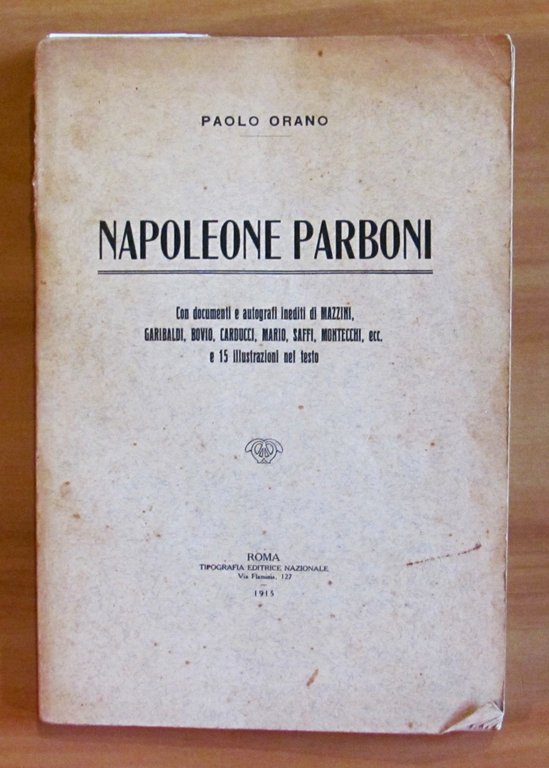 PAOLO ORANO
NAPOLEONE PARBONI
Con documenti e autografi inediti di MAZZINI,
GARIBALDI, BOVIO, CARDUCCI, MARIO, SAFFI, MONTECCHI, ecc.
e 15 illustrazioni nel testo
ROMA
TIPOGRAFIA EDITRICE NAZIONALE
Via Flaminia, 127
1915